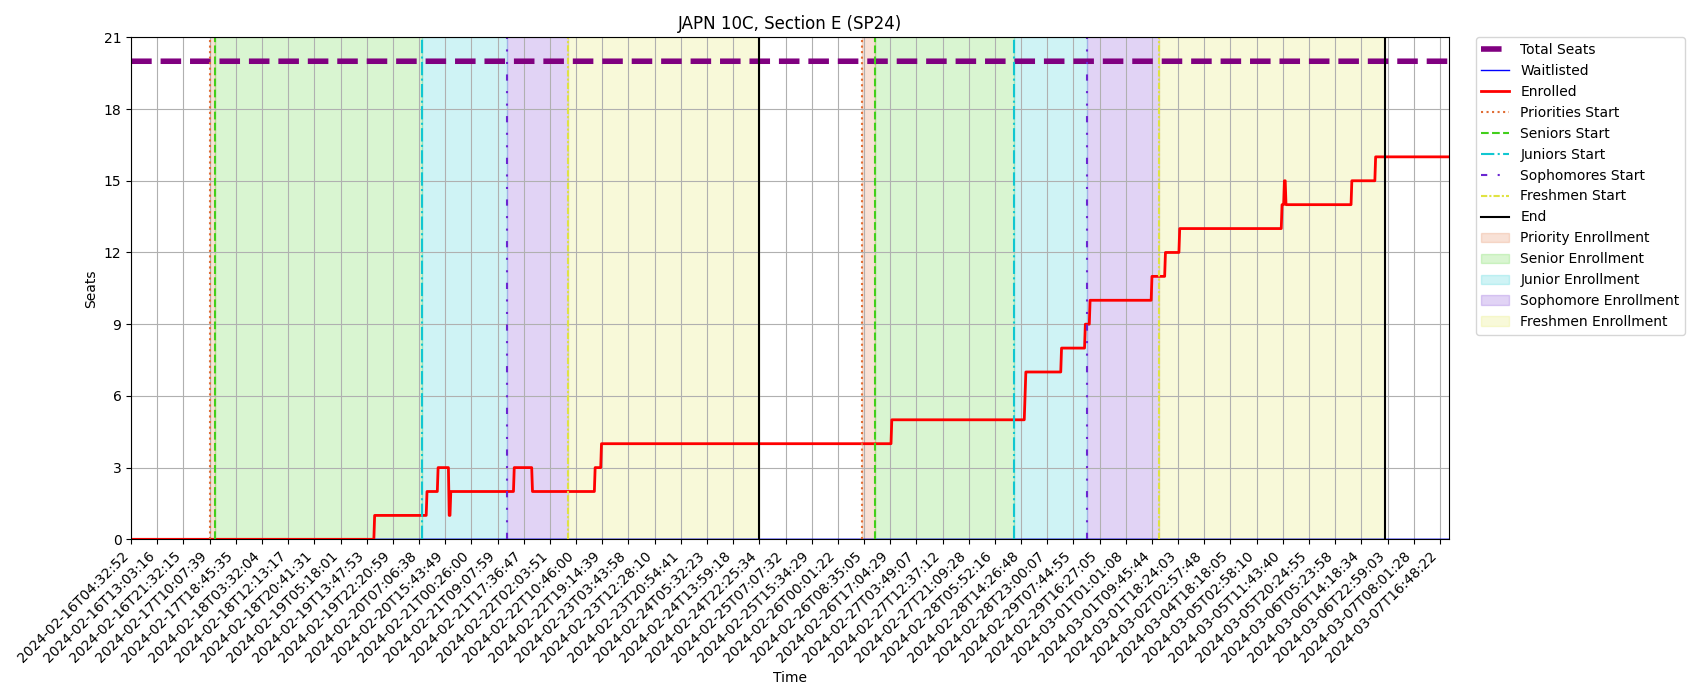 JAPN 10C, Section E (SP24)
21
18
15
12
9
6
3
0
Seats
2024-02-16T04:32:52
2024-02-16T13:03:16
2024-02-16T21:32:15
2024-02-17T10:07:39
2024-02-17T18:45:35
2024-02-18T03:32:04
2024-02-18T12:13:17
2024-02-18T20:41:31
2024-02-19T05:18:01
2024-02-19T13:47:53
2024-02-19T22:20:59
2024-02-20T07:06:38
2024-02-20T15:43:49
2024-02-21T00:26:00
2024-02-21T09:07:59
2024-02-21T17:36:47
2024-02-22T02:03:51
2024-02-22T10:46:00
2024-02-22T19:14:39
2024-02-23T03:43:58
2024-02-23T12:28:10
2024-02-23T20:54:41
2024-02-24T05:32:23
2024-02-24T13:59:18
2024-02-24T22:25:34
2024-02-25T07:07:32
2024-02-25T15:34:29
2024-02-26T00:01:22
2024-02-26T08:35:05
2024-02-26T17:04:29
2024-02-27T03:49:07
2024-02-27T12:37:12
2024-02-27T21:09:28
2024-02-28T05:52:16
2024-02-28T14:26:48
2024-02-28T23:00:07
2024-02-29T07:44:55
2024-02-29T16:27:05
2024-03-01T01:01:08
2024-03-01T09:45:44
2024-03-01T18:24:03
2024-03-02T02:57:48
2024-03-04T18:18:05
2024-03-05T02:58:10
2024-03-05T11:43:40
2024-03-05T20:24:55
2024-03-06T05:23:58
2024-03-06T14:18:34
2024-03-06T22:59:03
2024-03-07T08:01:28
2024-03-07T16:48:22
Time
Total Seats
Waitlisted
Enrolled
Priorities Start
Seniors Start
Juniors Start
Sophomores Start
Freshmen Start
End
Priority Enrollment
Senior Enrollment
Junior Enrollment
Sophomore Enrollment
Freshmen Enrollment